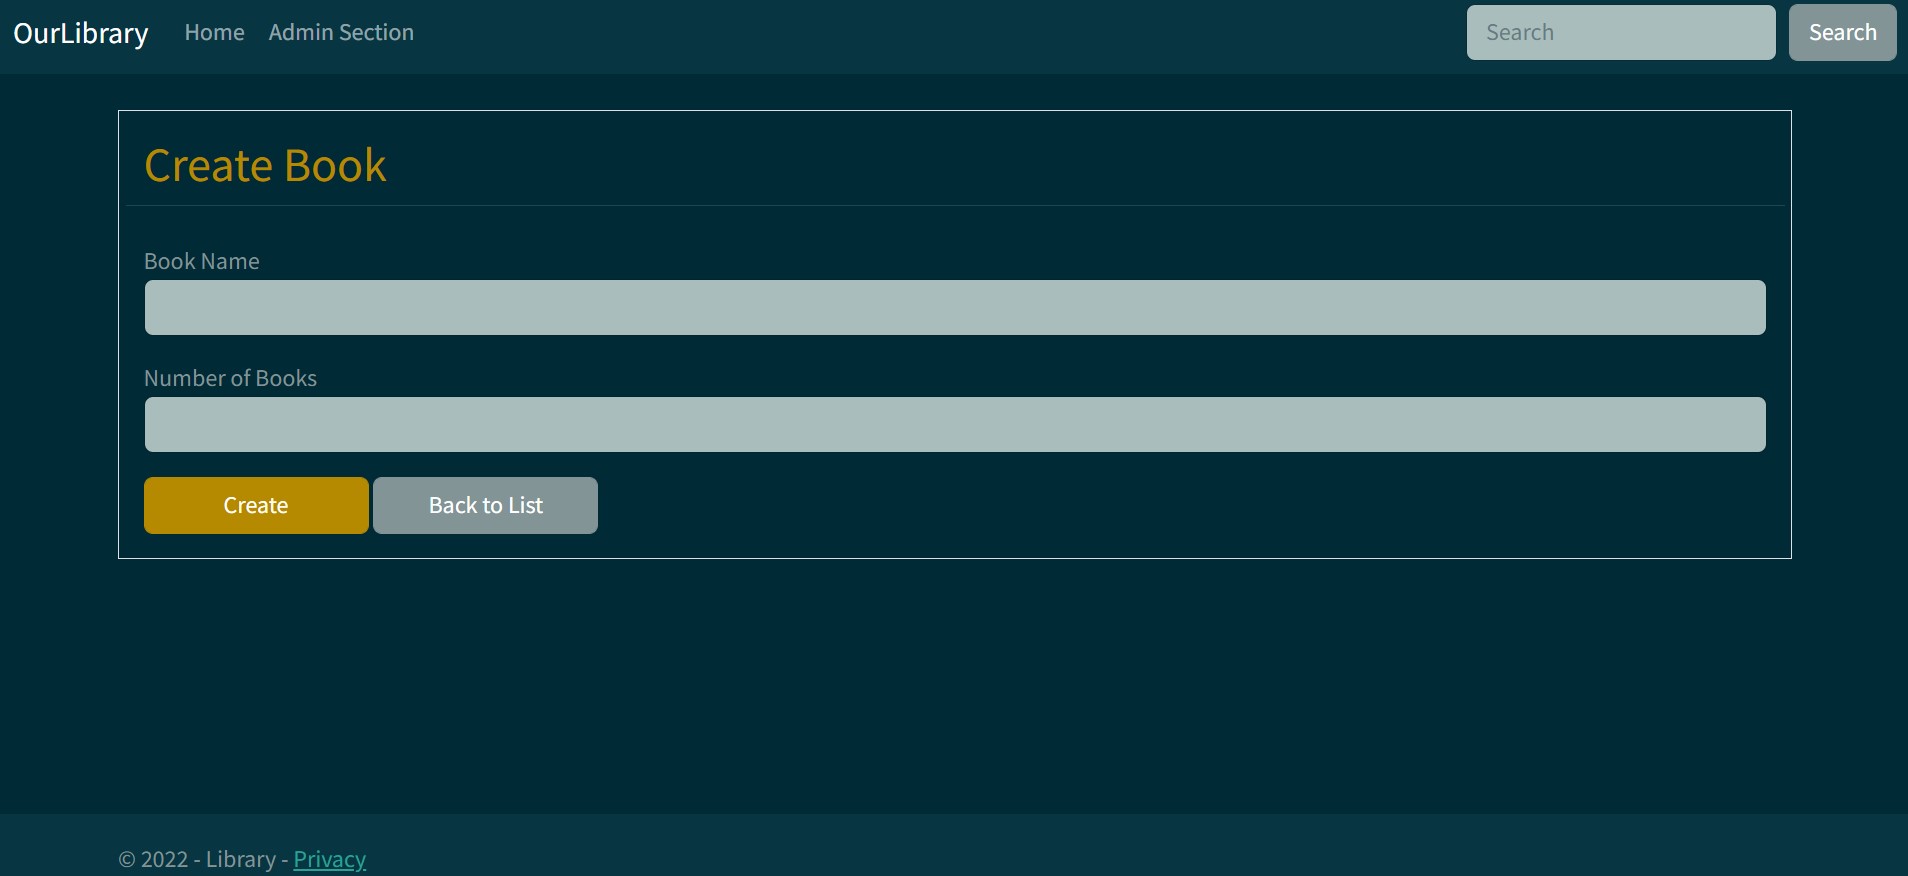 OurLibrary Home Admin Section Search Search
Create Book
Book Name
Number of Books
Create Back to List
© 2022 - Library - Privacy